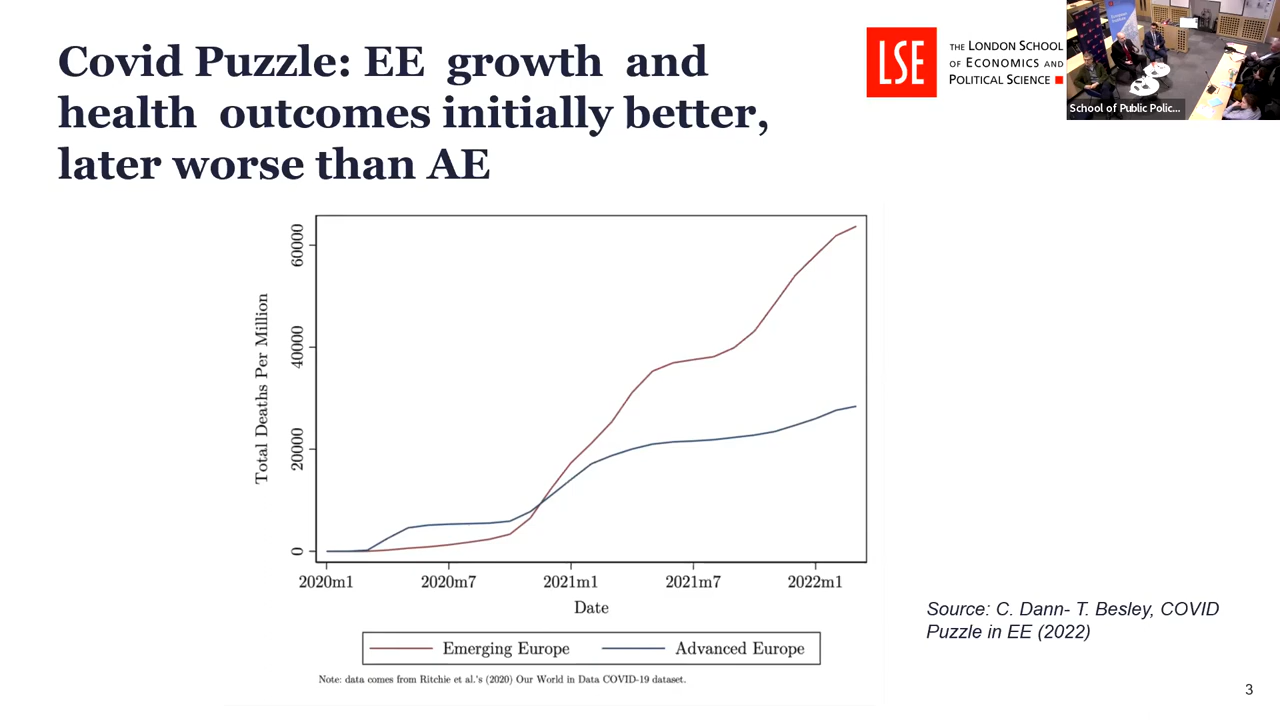 Covid Puzzle: EE growth and
health outcomes initially better,
later worse than AE
LSE
THE LONDON SCHOOL
OF ECONOMICS AND
POLITICAL SCIENCE
School of Public Polic...
Total Deaths Per Million
60000
40000
20000
0
2020m1 2020m7 2021m1 2021m7 2022m1
Date
Emerging Europe Advanced Europe
Note: data comes from Ritchie et al.'s (2020) Our World in Data COVID-19 dataset.
Source: C. Dann- T. Besley, COVID
Puzzle in EE (2022)
3